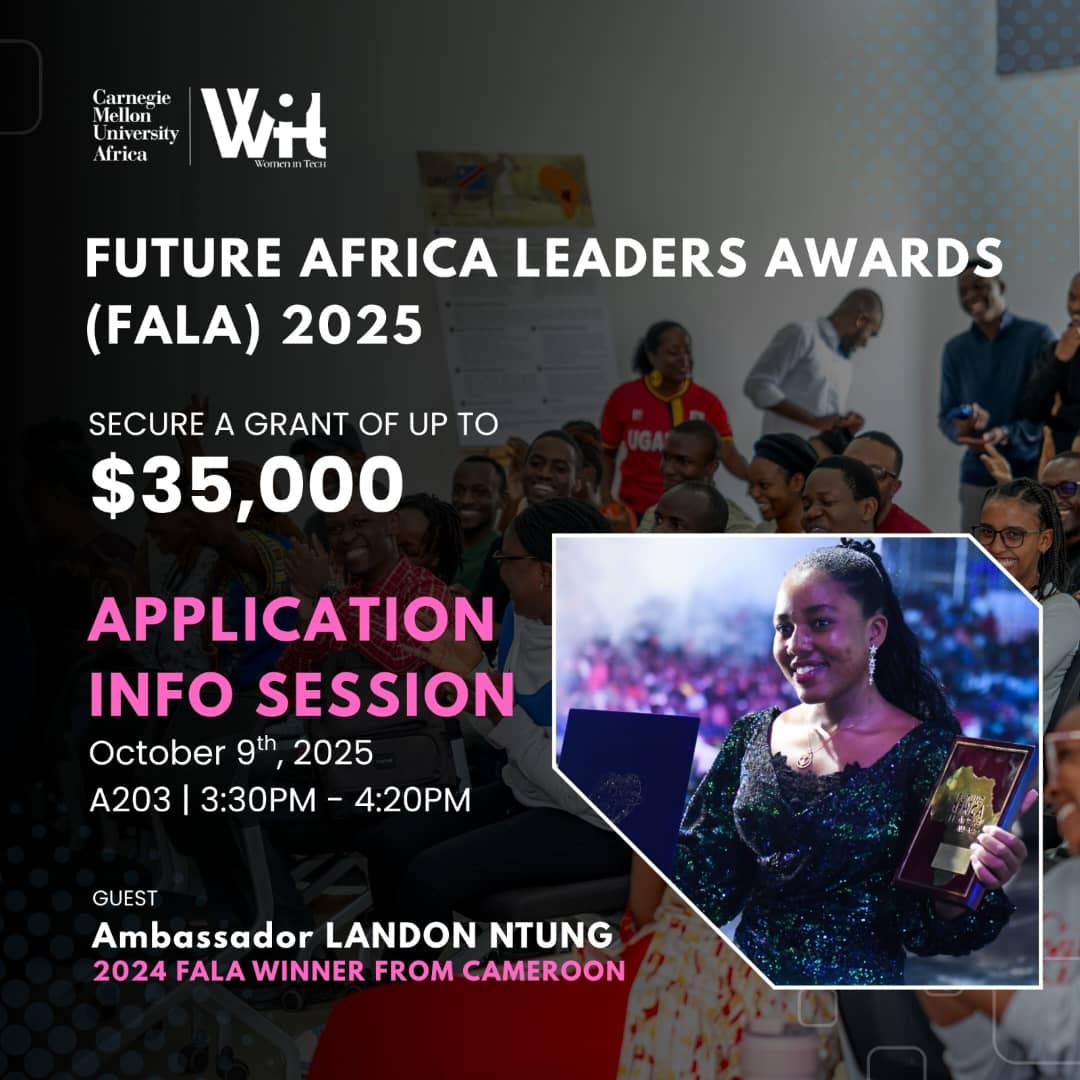 Carnegie
Mellon
University
Africa
Wit
WOMEN IN TECH
FUTURE AFRICA LEADERS AWARDS
(FALA) 2025
SECURE A GRANT OF UP TO
$35,000
UGA
APPLICATION
INFO SESSION
October 9th, 2025
A203 | 3:30PM – 4:20PM
GUEST
Ambassador LANDON NTUNG
2024 FALA WINNER FROM CAMEROON